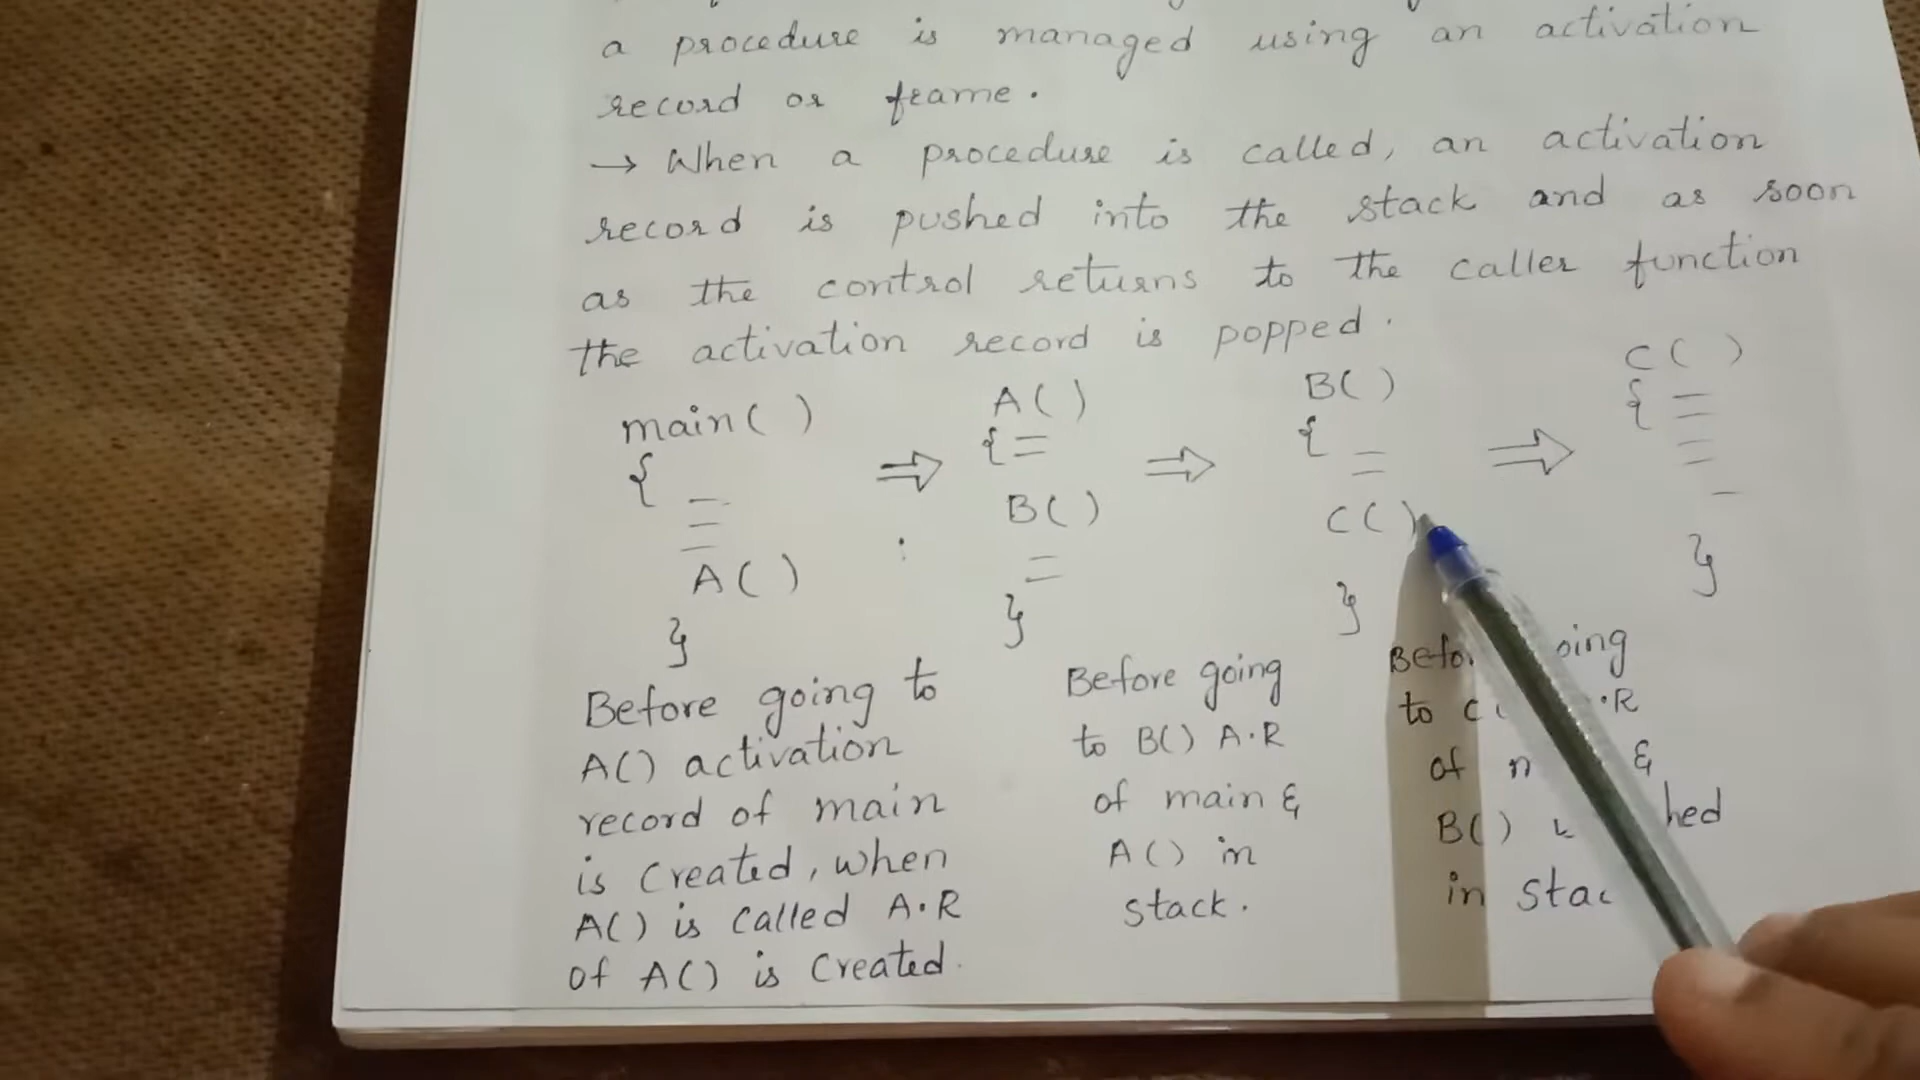 a procedure is managed using an activation
record or frame.
→ When a procedure is called, an activation
record is pushed into the stack and as soon
as the control returns to the caller function
the activation record is popped.
main( )
{
A( )
}
⇒
A( )
{
B( )
}
⇒
B( )
{
C( )
}
⇒
C( )
{
}
Before going to
A() activation
record of main
is created, when
A() is called A.R
of A() is created.
Before going
to B() A.R
of main &
A() in
stack.
to
of &
B()
in